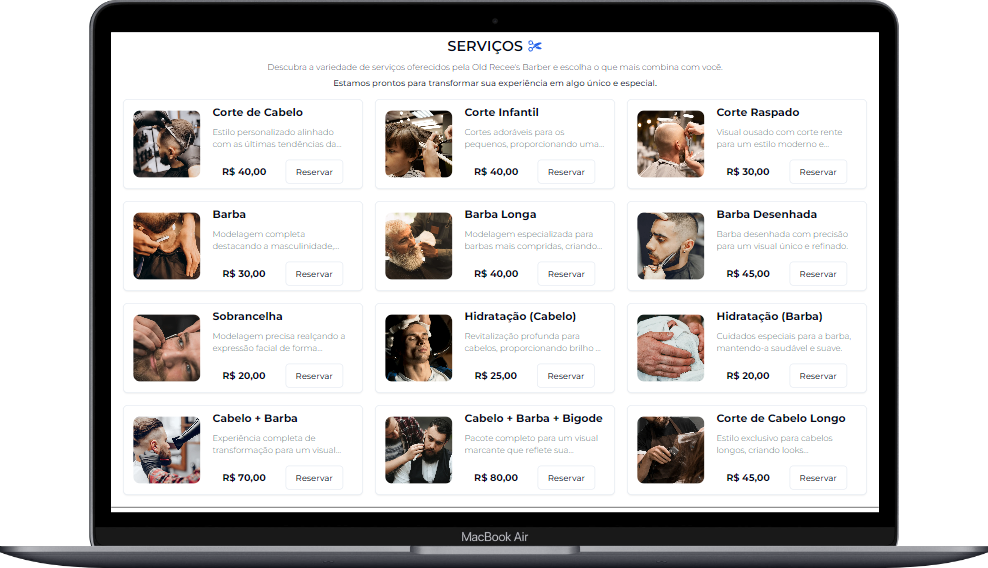 SERVIÇOS
Descubra a variedade de serviços oferecidos pela Old Recee's Barber e escolha o que mais combina com você.
Estamos prontos para transformar sua experiência em algo único e especial.
Corte de Cabelo
Estilo personalizado alinhado
com as últimas tendências da...
R$ 40,00
Reservar
Corte Infantil
Cortes adoráveis para os
pequenos, proporcionando uma...
R$ 40,00
Reservar
Corte Raspado
Visual ousado com corte rente
para um estilo moderno e...
R$ 30,00
Reservar
Barba
Modelagem completa
destacando a masculinidade,...
R$ 30,00
Reservar
Barba Longa
Modelagem especializada para
barbas mais compridas, criando...
R$ 40,00
Reservar
Barba Desenhada
Barba desenhada com precisão
para um visual único e refinado.
R$ 45,00
Reservar
Sobrancelha
Modelagem precisa realçando a
expressão facial de forma...
R$ 20,00
Reservar
Hidratação (Cabelo)
Revitalização profunda para
cabelos, proporcionando brilho ...
R$ 25,00
Reservar
Hidratação (Barba)
Cuidados especiais para a barba,
mantendo-a saudável e suave.
R$ 20,00
Reservar
Cabelo + Barba
Experiência completa de
transformação para um visual...
R$ 70,00
Reservar
Cabelo + Barba + Bigode
Pacote completo para um visual
marcante que reflete sua...
R$ 80,00
Reservar
Corte de Cabelo Longo
Estilo exclusivo para cabelos
longos, criando looks...
R$ 45,00
Reservar
MacBook Air